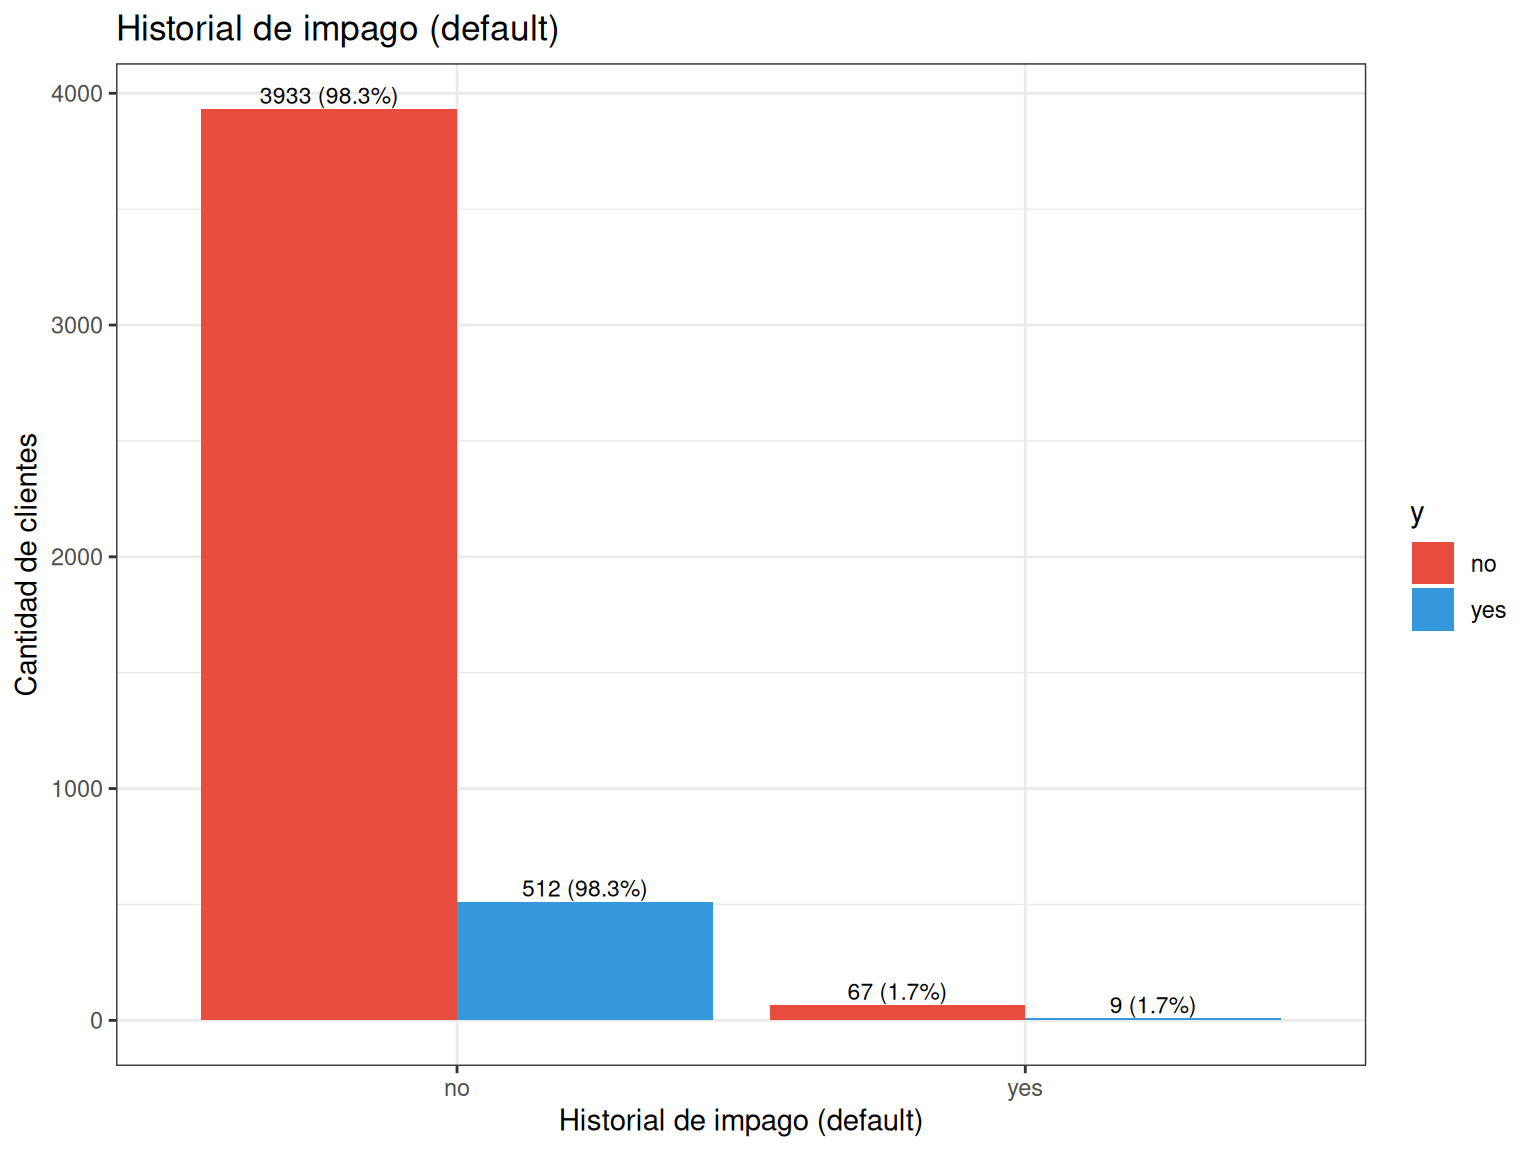 Historial de impago (default)
4000
3000
2000
1000
0
Cantidad de clientes
3933 (98.3%)
512 (98.3%)
67 (1.7%)
9 (1.7%)
no
yes
Historial de impago (default)
y
no
yes